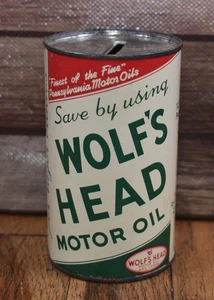 "Finest of the Fine"
Pennsylvania Motor Oils
Save by using
WOLF'S
HEAD
MOTOR OIL
WOLF'S HEAD